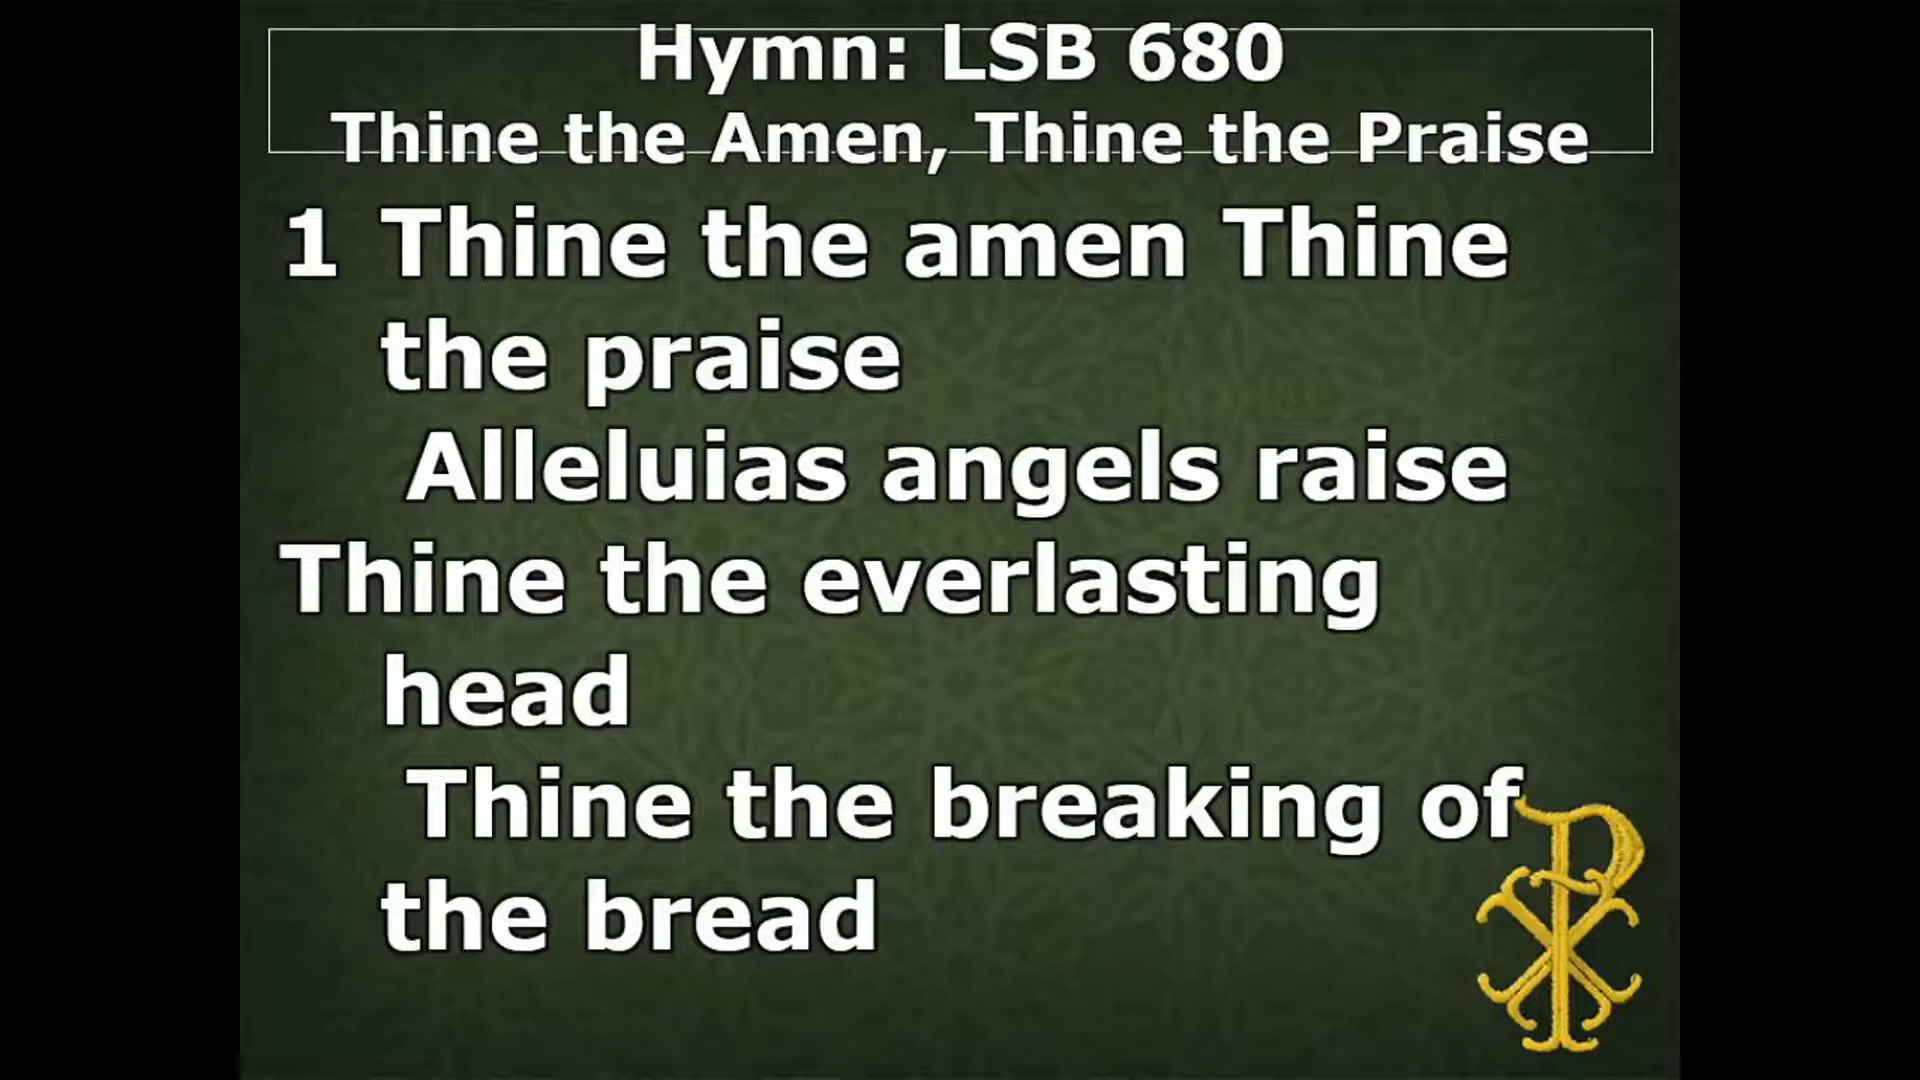 Hymn: LSB 680
Thine the Amen, Thine the Praise
1 Thine the amen Thine
the praise
Alleluias angels raise
Thine the everlasting
head
Thine the breaking of
the bread